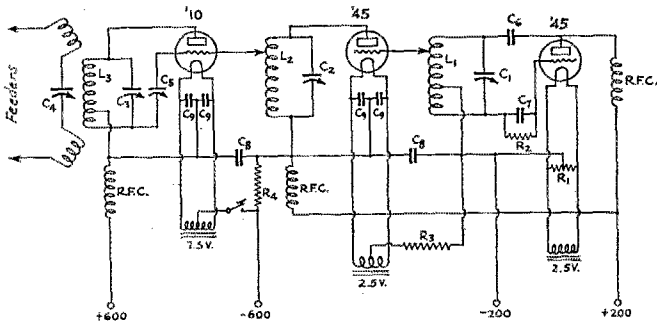 '10
'45
'45
Feeders
C4
L3
C3
C5
L2
C2
L1
C1
C6
C7
R2
R.F.C.
C9
C9
C9
C9
C8
C8
R.F.C.
R4
R.F.C.
R1
R3
7.5V.
2.5V.
2.5V.
+600
-600
-200
+200